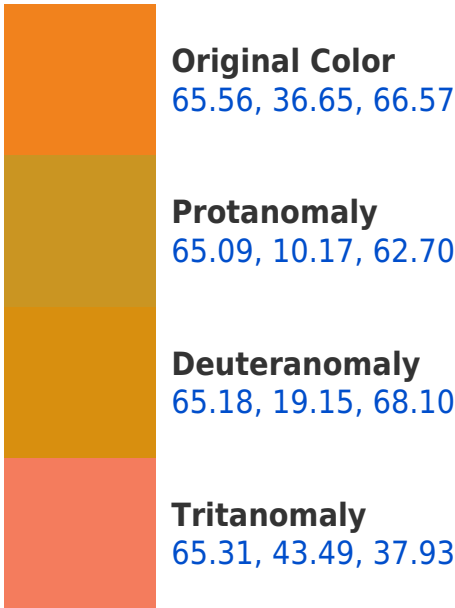 Original Color
65.56, 36.65, 66.57
Protanomaly
65.09, 10.17, 62.70
Deuteranomaly
65.18, 19.15, 68.10
Tritanomaly
65.31, 43.49, 37.93